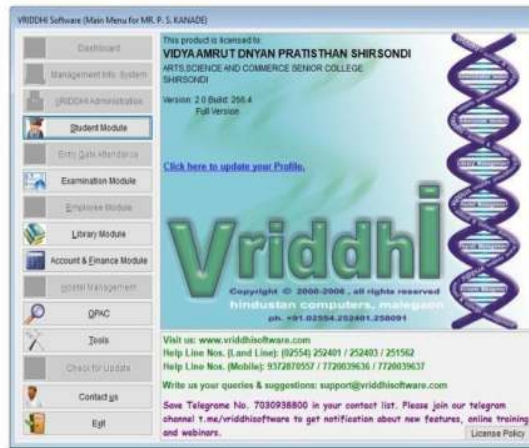 VRIDDHI Software (Main Menu for MR. P. S. KANADE)
Dashboard
Management Info. System
VRIDDHI Administration
Student Module
Entry Gate Attendance
Examination Module
Employee Module
Library Module
Account & Finance Module
Hostel Management
OPAC
Tools
Check for Update
Contact us
Exit
This product is licensed to:
VIDYAAMRUT DNYAN PRATISTHAN SHIRSONDI
ARTS,SCIENCE AND COMMERCE SENIOR COLLEGE
SHIRSONDI
Version: 2.0 Build: 256.4
Full Version
Click here to update your Profile.
Vriddhi
Copyright © 2000-2008 , all rights reserved
hindustan computers, malegaon
ph. +91.02554.252401,258091
Visit us: www.vriddhisoftware.com
Help Line Nos. (Land Line): (02554) 252401 / 252403 / 251562
Help Line Nos. (Mobile): 9372870557 / 7720039636 / 7720039637
Write us your queries & suggestions: support@vriddhisoftware.com
Save Telegrame No. 7030938800 in your contact list. Please join our telegram
channel t.me/vriddhisoftware to get notification about new features, online training
and webinars.
License Policy